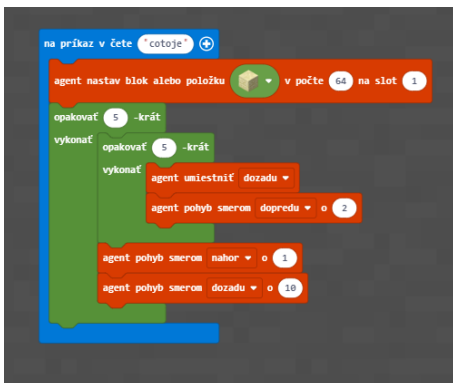 na príkaz v čete "cotoje"
agent nastav blok alebo položku v počte 64 na slot 1
opakovať 5 -krát
vykonať
opakovať 5 -krát
vykonať
agent umiestniť dozadu
agent pohyb smerom dopredu o 2
agent pohyb smerom nahor o 1
agent pohyb smerom dozadu o 10